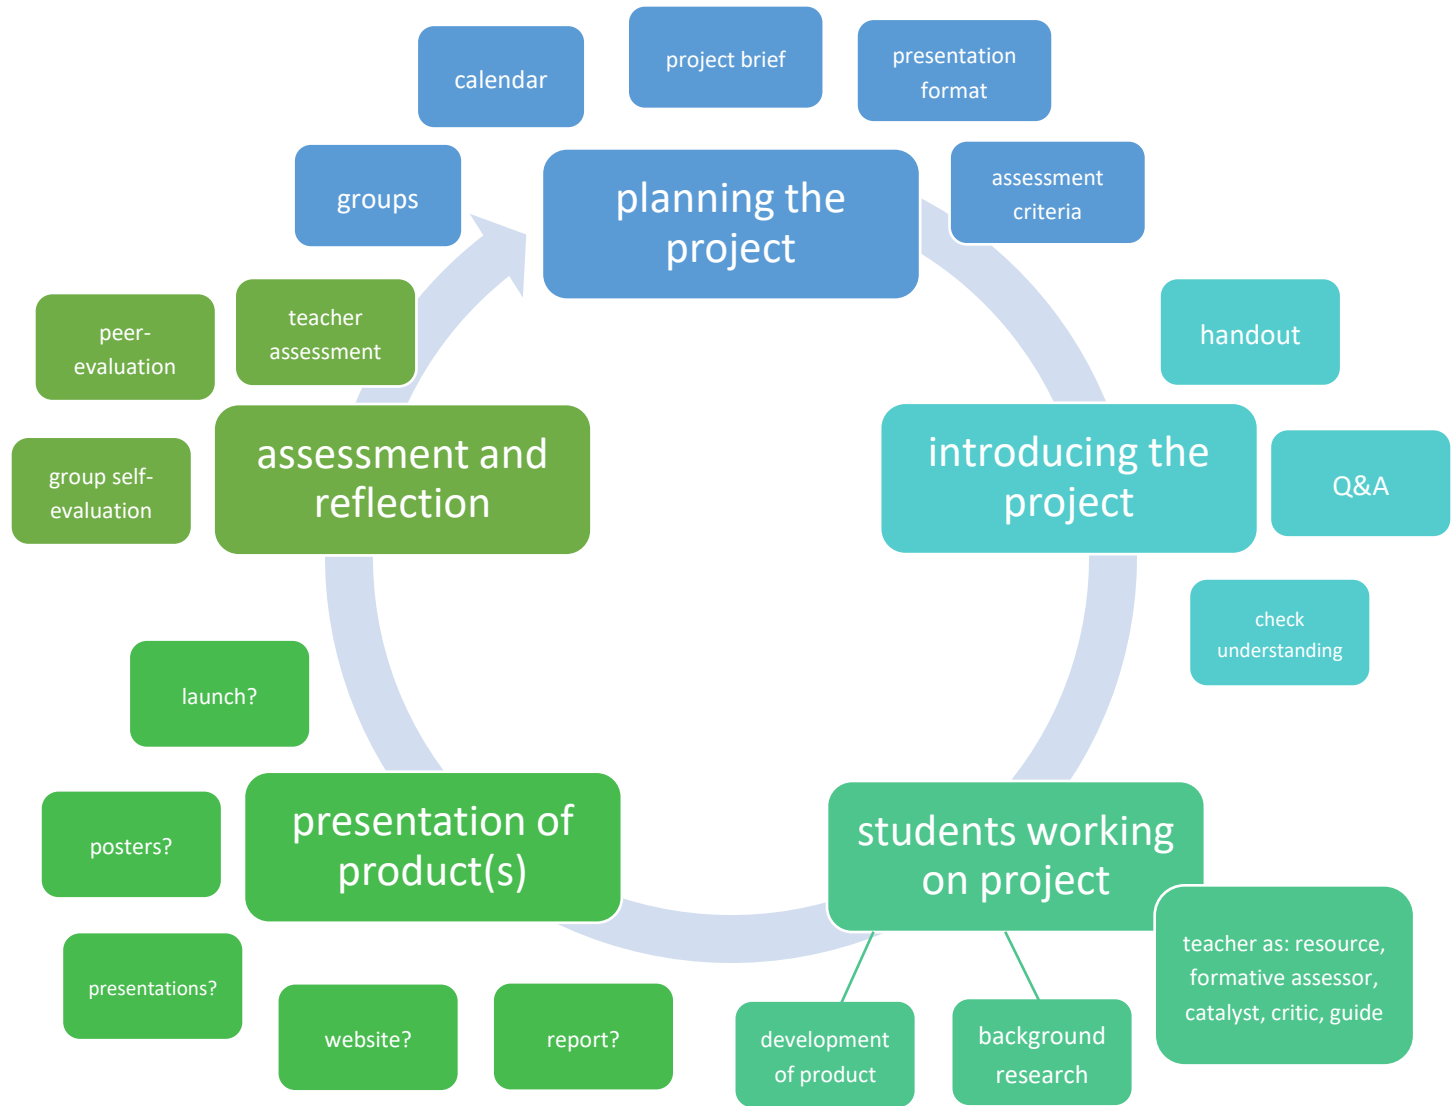 calendar
project brief
presentation
format
groups
planning the
project
assessment
criteria
peer-
evaluation
teacher
assessment
handout
assessment and
reflection
introducing the
project
group self-
evaluation
Q&A
check
understanding
launch?
presentation of
product(s)
students working
on project
posters?
presentations?
website?
report?
development
of product
background
research
teacher as: resource,
formative assessor,
catalyst, critic, guide